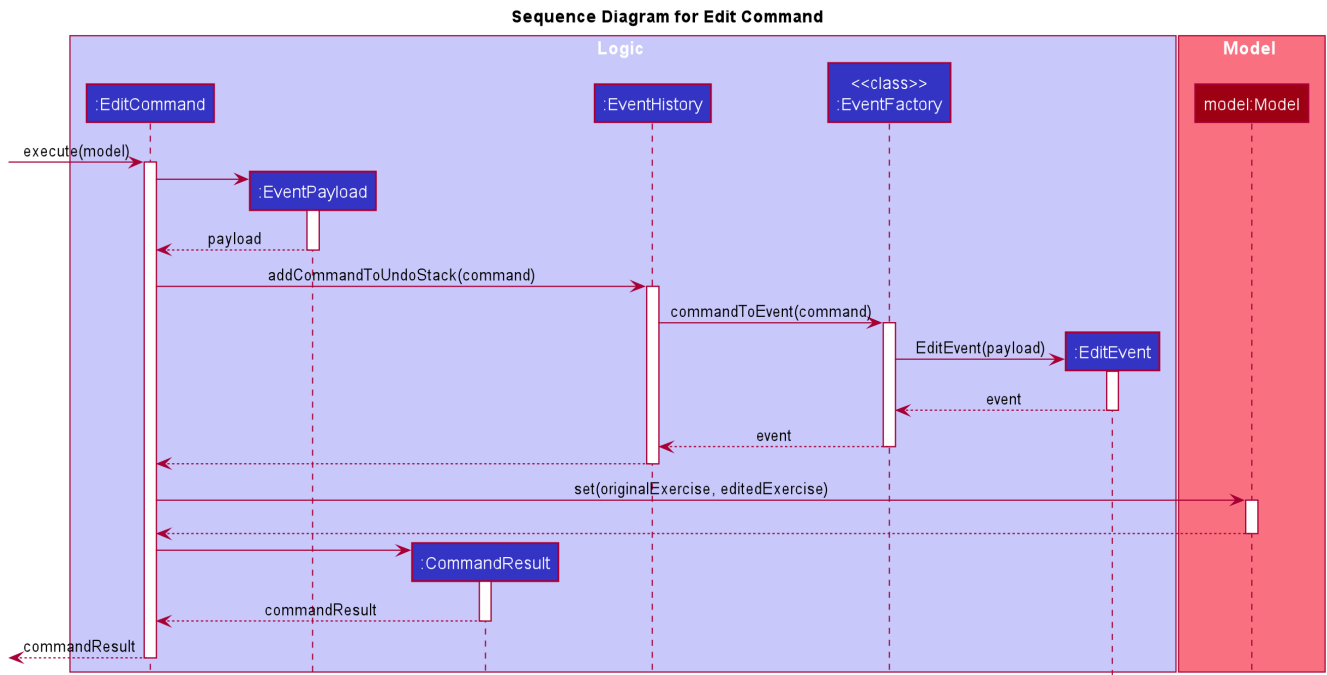 Sequence Diagram for Edit Command
Logic
Model
<<class>>
:EditCommand
:EventHistory
:EventFactory
model:Model
execute(model)
:EventPayload
payload
addCommandToUndoStack(command)
commandToEvent(command)
EditEvent(payload)
:EditEvent
event
event
set(originalExercise, editedExercise)
:CommandResult
commandResult
commandResult